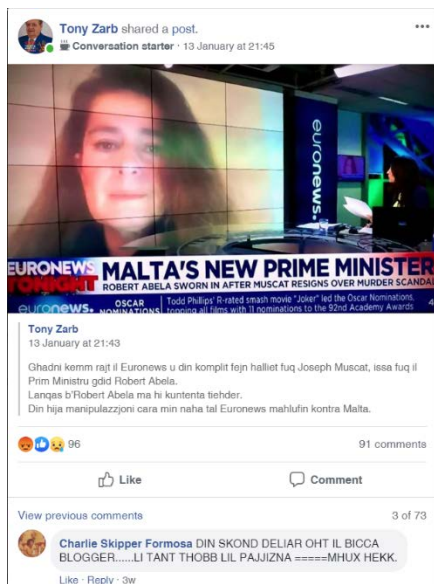 Tony Zarb shared a post.
Conversation starter · 13 January at 21:45
euronews.
EURONEWS
TONIGHT
MALTA'S NEW PRIME MINISTER
ROBERT ABELA SWORN IN AFTER MUSCAT RESIGNS OVER MURDER SCANDAL
euronews.
OSCAR
NOMINATIONS
Todd Phillips' R-rated smash movie "Joker" led the Oscar Nominations,
topping all films with 11 nominations to the 92nd Academy Awards
Tony Zarb
13 January at 21:43
Ghadni kemm rajt il Euronews u din komplit fejn halliet fuq Joseph Muscat, issa fuq il
Prim Ministru gdid Robert Abela.
Lanqas b'Robert Abela ma hi kuntenta tiehder.
Din hija manipulazzjoni cara min naha tal Euronews mahlufin kontra Malta.
96
91 comments
Like
Comment
View previous comments
3 of 73
Charlie Skipper Formosa DIN SKOND DELIAR OHT IL BICCA
BLOGGER......LI TANT THOBB LIL PAJJIZNA =====MHUX HEKK.
Like · Reply · 3w